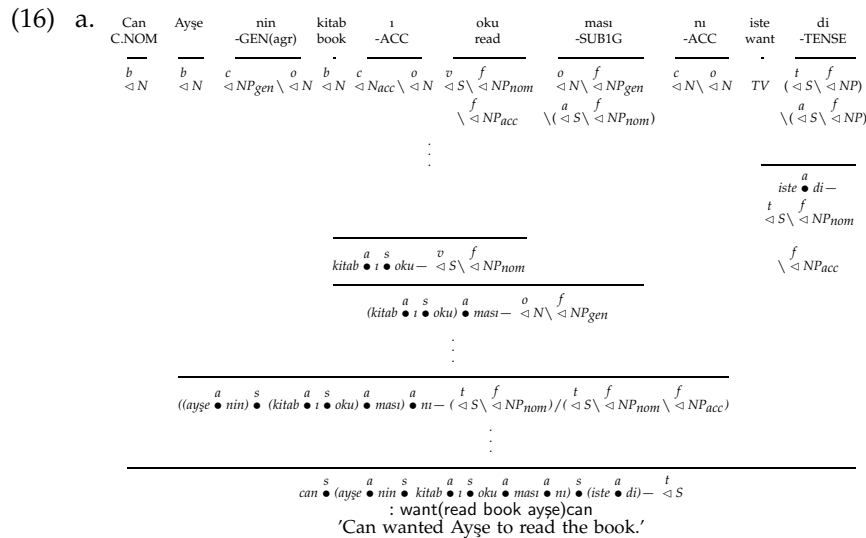 (16) a. Can Ayşe nin kitab ı oku ması nı iste di
C.NOM -GEN(agr) book -ACC read -SUB1G -ACC want -TENSE
b b c o b c o v f o f c o t f
◁ N ◁ N ◁ NPgen \ ◁ N ◁ N ◁ Nacc \ ◁ N ◁ S\ ◁ NPnom ◁ N\ ◁ NPgen ◁ N\ ◁ N TV ( ◁ S\ ◁ NP)
f a f a f
\ ◁ NPacc \( ◁ S\ ◁ NPnom) \( ◁ S\ ◁ NP)
.
.
.
a
iste • di—
t f
◁ S\ ◁ NPnom
a s v f f
kitab • ı • oku— ◁ S\ ◁ NPnom \ ◁ NPacc
a s a o f
(kitab • ı • oku) • ması— ◁ N\ ◁ NPgen
.
.
.
a s a s a a t f t f f
((ayşe • nin) • (kitab • ı • oku) • ması) • nı— ( ◁ S\ ◁ NPnom)/( ◁ S\ ◁ NPnom \ ◁ NPacc)
.
.
.
s a s a s a a s a t
can • (ayşe • nin • kitab • ı • oku • ması • nı) • (iste • di)— ◁ S
: want(read book ayşe)can
'Can wanted Ayşe to read the book.'